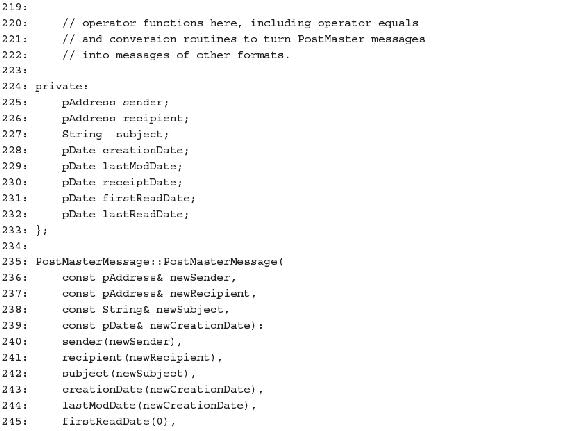 219:
220:     // operator functions here, including operator equals
221:     // and conversion routines to turn PostMaster messages
222:     // into messages of other formats.
223:
224: private:
225:     pAddress sender;
226:     pAddress recipient;
227:     String  subject;
228:     pDate creationDate;
229:     pDate lastModDate;
230:     pDate receiptDate;
231:     pDate firstReadDate;
232:     pDate lastReadDate;
233: };
234:
235: PostMasterMessage::PostMasterMessage(
236:     const pAddress& newSender,
237:     const pAddress& newRecipient,
238:     const String& newSubject,
239:     const pDate& newCreationDate):
240:     sender(newSender),
241:     recipient(newRecipient),
242:     subject(newSubject),
243:     creationDate(newCreationDate),
244:     lastModDate(newCreationDate),
245:     firstReadDate(0),